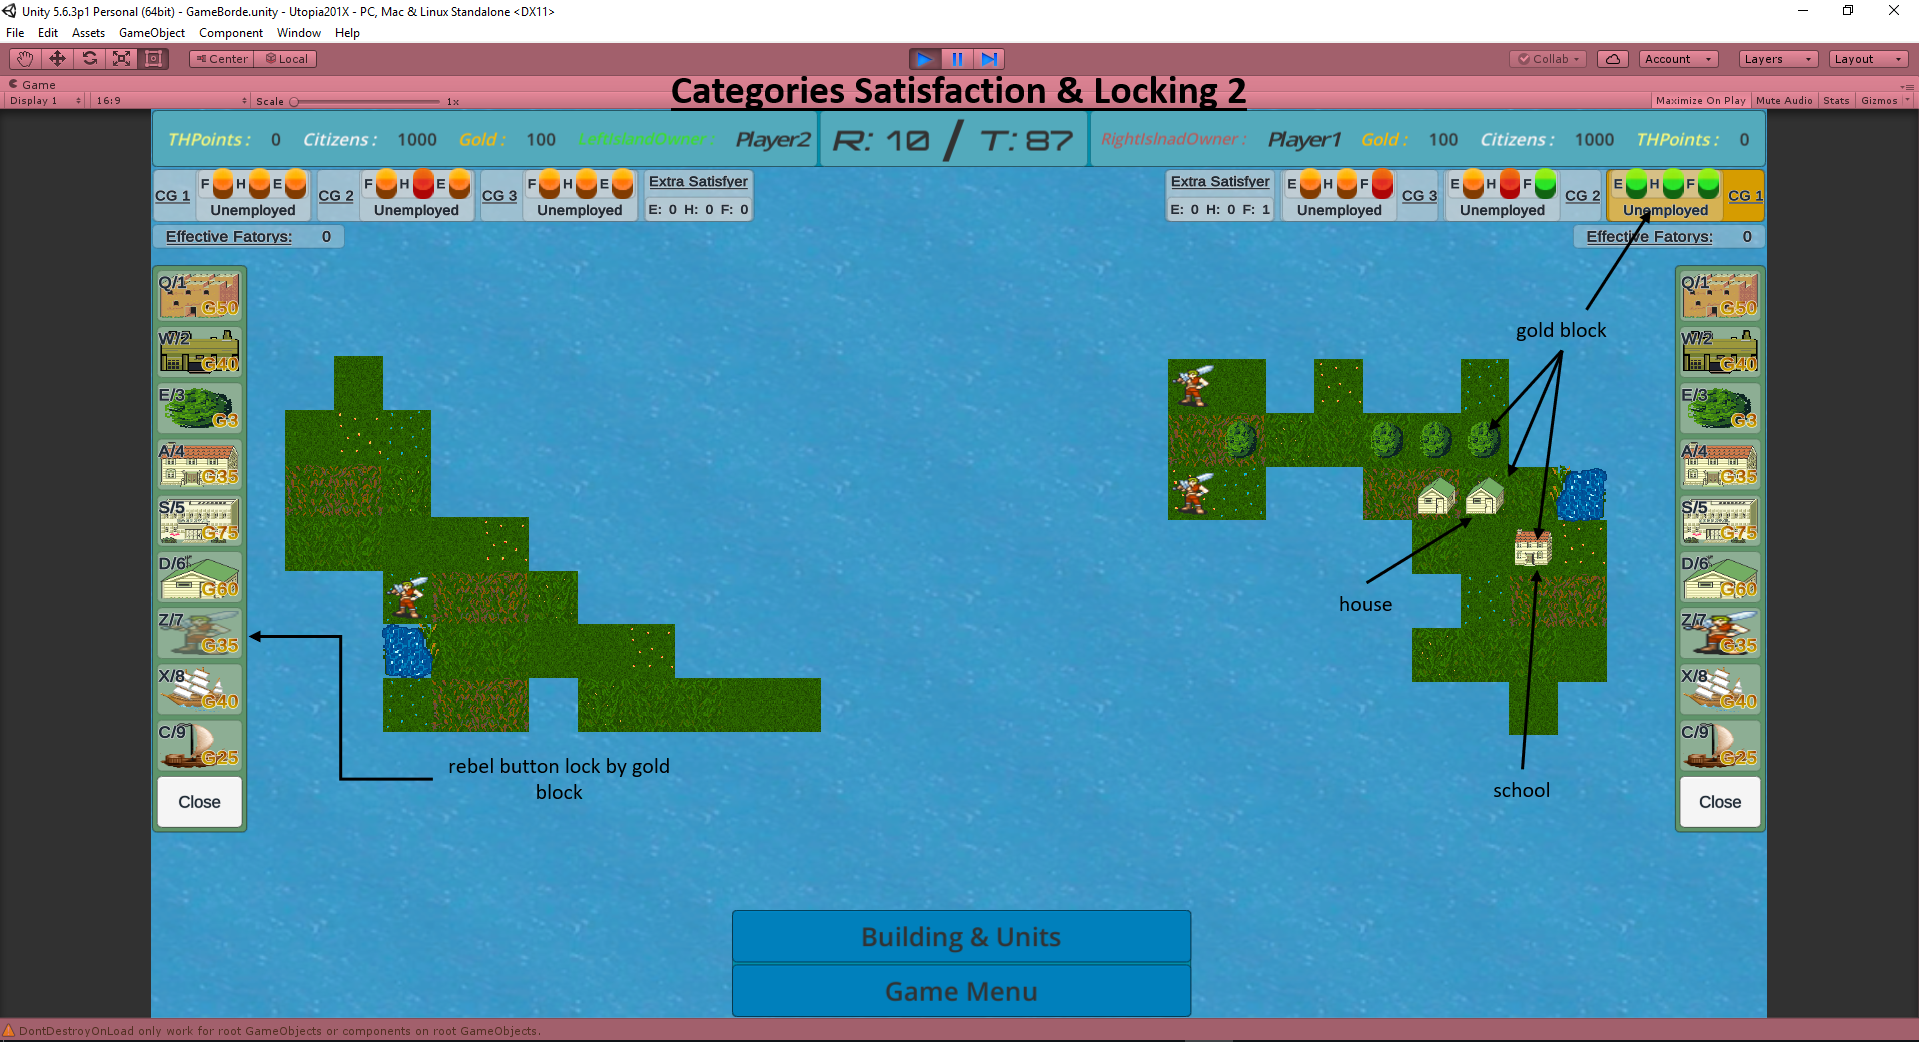 Unity 5.6.3p1 Personal (64bit) - GameBorde.unity - Utopia201X - PC, Mac & Linux Standalone <DX11>
File Edit Assets GameObject Component Window Help
Center Local Collab Account Layers Layout
Game
Categories Satisfaction & Locking 2
Display 1 16:9 Scale 1x Maximize On Play Mute Audio Stats Gizmos
THPoints : 0 Citizens : 1000 Gold : 100 LeftIslandOwner : Player2 R: 10 / T: 87 RightIslnadOwner : Player1 Gold : 100 Citizens : 1000 THPoints : 0
CG 1 F H E Unemployed
CG 2 F H E Unemployed
CG 3 F H E Unemployed
Extra Satisfyer
E: 0 H: 0 F: 0
Extra Satisfyer
E: 0 H: 0 F: 1
E H F Unemployed CG 3
E H F Unemployed CG 2
E H F Unemployed CG 1
Effective Fatorys: 0
Effective Fatorys: 0
Q/1 G50
W/2 G40
E/3 G3
A/4 G35
S/5 G75
D/6 G60
Z/7 G35
X/8 G40
C/9 G25
Close
gold block
house
school
rebel button lock by gold
block
Q/1 G50
W/2 G40
E/3 G3
A/4 G35
S/5 G75
D/6 G60
Z/7 G35
X/8 G40
C/9 G25
Close
Building & Units
Game Menu
DontDestroyOnLoad only work for root GameObjects or components on root GameObjects.